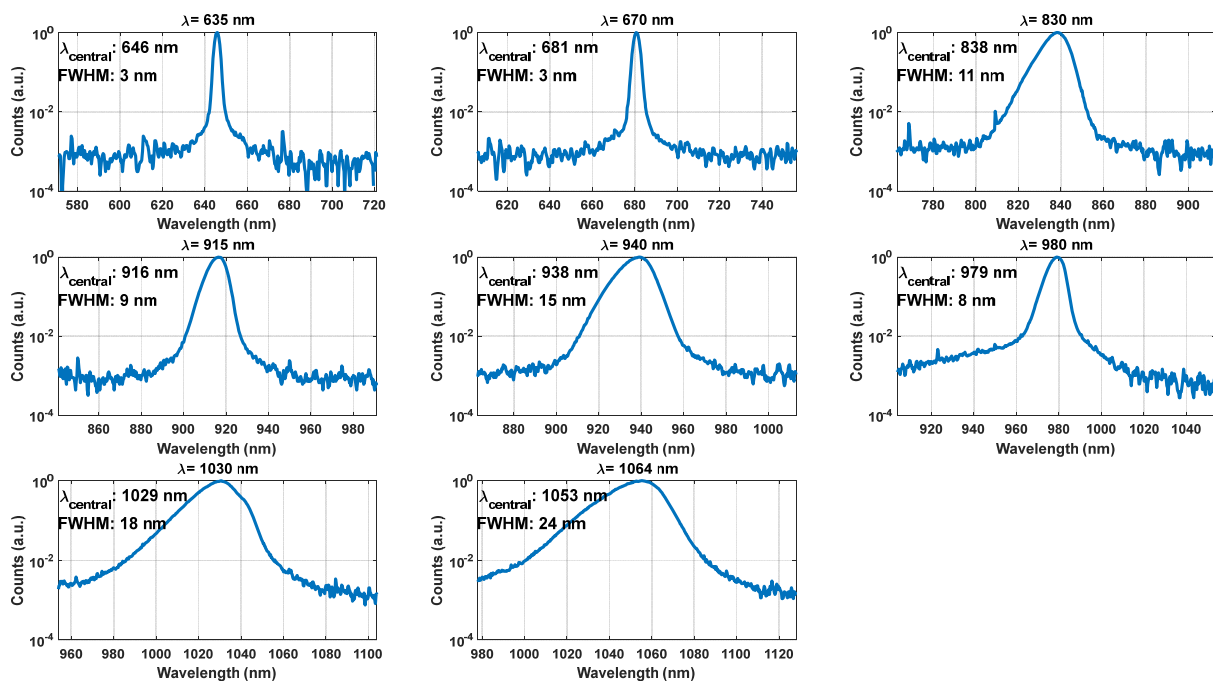 λ= 635 nm
λcentral: 646 nm
FWHM: 3 nm
Counts (a.u.)
10^0
10^-2
10^-4
580 600 620 640 660 680 700 720
Wavelength (nm)
λ= 670 nm
λcentral: 681 nm
FWHM: 3 nm
Counts (a.u.)
10^0
10^-2
10^-4
620 640 660 680 700 720 740
Wavelength (nm)
λ= 830 nm
λcentral: 838 nm
FWHM: 11 nm
Counts (a.u.)
10^0
10^-2
10^-4
780 800 820 840 860 880 900
Wavelength (nm)
λ= 915 nm
λcentral: 916 nm
FWHM: 9 nm
Counts (a.u.)
10^0
10^-2
10^-4
860 880 900 920 940 960 980
Wavelength (nm)
λ= 940 nm
λcentral: 938 nm
FWHM: 15 nm
Counts (a.u.)
10^0
10^-2
10^-4
860 880 900 920 940 960 980 1000
Wavelength (nm)
λ= 980 nm
λcentral: 979 nm
FWHM: 8 nm
Counts (a.u.)
10^0
10^-2
10^-4
920 940 960 980 1000 1020 1040
Wavelength (nm)
λ= 1030 nm
λcentral: 1029 nm
FWHM: 18 nm
Counts (a.u.)
10^0
10^-2
10^-4
960 980 1000 1020 1040 1060 1080 1100
Wavelength (nm)
λ= 1064 nm
λcentral: 1053 nm
FWHM: 24 nm
Counts (a.u.)
10^0
10^-2
10^-4
980 1000 1020 1040 1060 1080 1100 1120
Wavelength (nm)